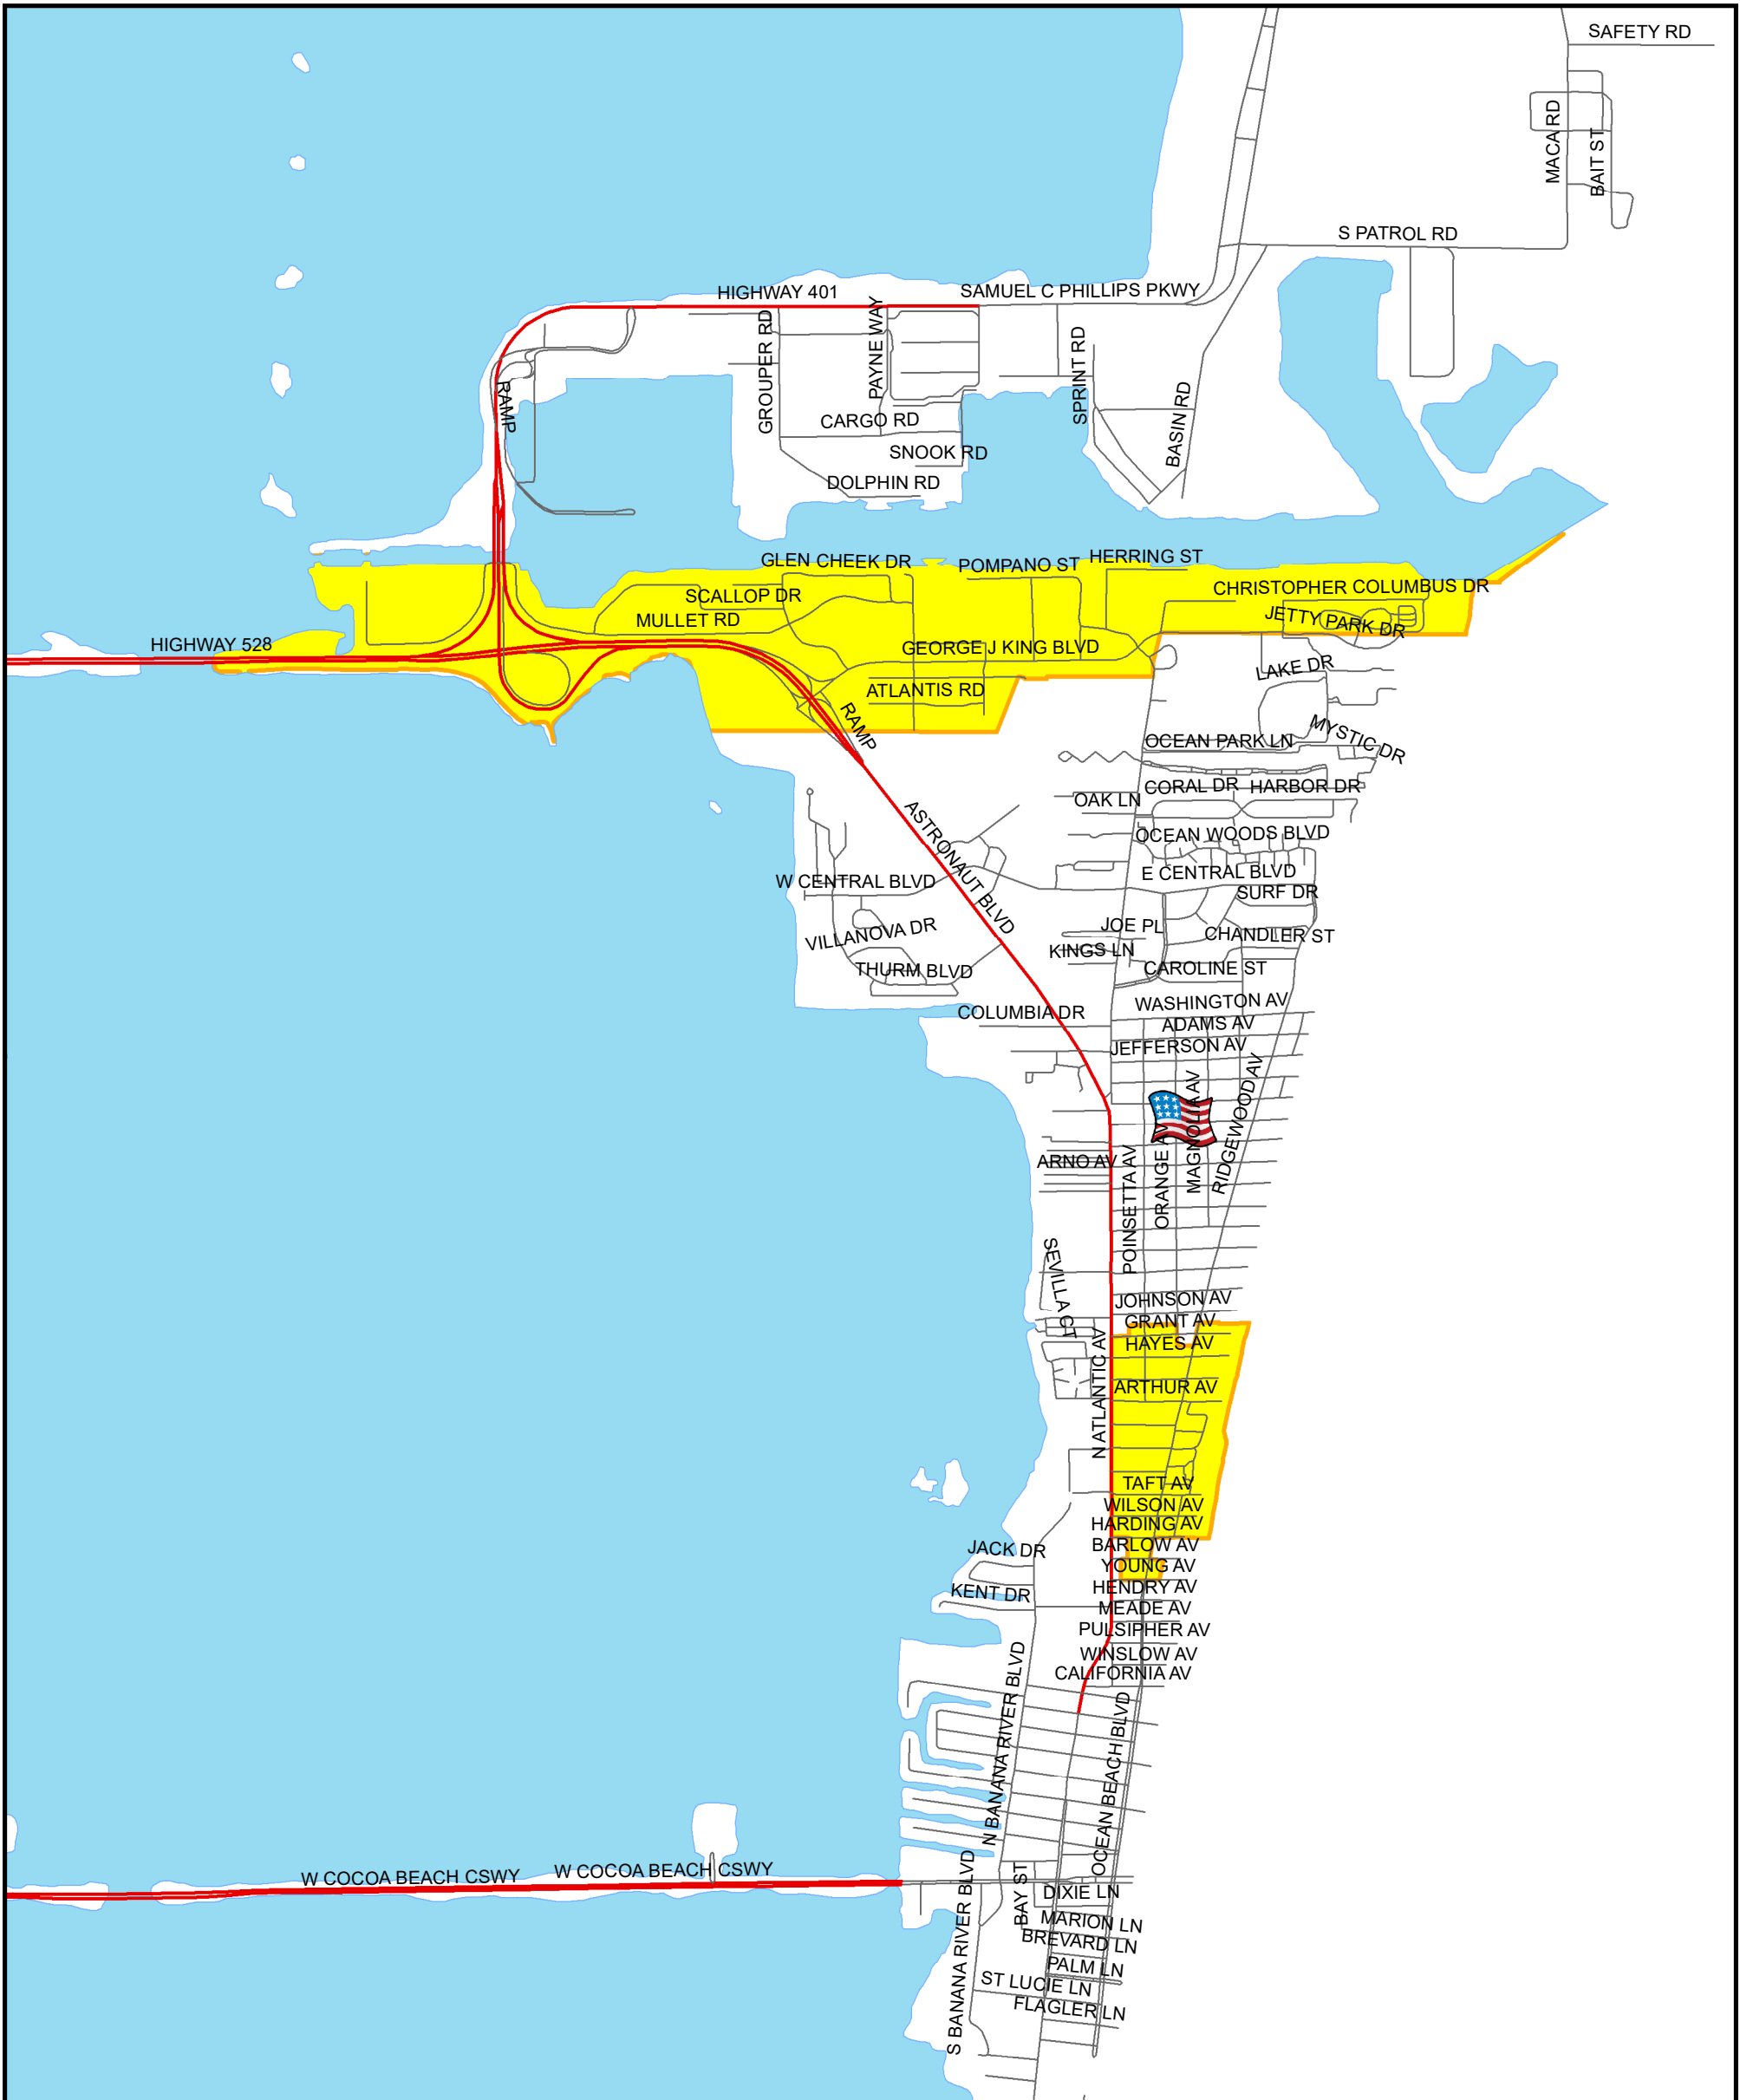 SAFETY RD
MACA RD
BAIT ST
S PATROL RD
HIGHWAY 401
SAMUEL C PHILLIPS PKWY
GROUPER RD
PAYNE WAY
SPRINT RD
BASIN RD
RAMP
CARGO RD
SNOOK RD
DOLPHIN RD
GLEN CHEEK DR
POMPANO ST
HERRING ST
CHRISTOPHER COLUMBUS DR
SCALLOP DR
MULLET RD
JETTY PARK DR
HIGHWAY 528
GEORGE J KING BLVD
LAKE DR
ATLANTIS RD
RAMP
MYSTIC DR
OCEAN PARK LN
CORAL DR
HARBOR DR
OAK LN
ASTRONAUT BLVD
OCEAN WOODS BLVD
E CENTRAL BLVD
W CENTRAL BLVD
SURF DR
JOE PL
VILLANOVA DR
CHANDLER ST
KINGS LN
THURM BLVD
CAROLINE ST
WASHINGTON AV
COLUMBIA DR
ADAMS AV
JEFFERSON AV
MAGNOLIA AV
RIDGEWOOD AV
ORANGE AV
POINSETTA AV
ARNO AV
SEVILLA CT
JOHNSON AV
GRANT AV
HAYES AV
N ATLANTIC AV
ARTHUR AV
TAFT AV
WILSON AV
HARDING AV
BARLOW AV
JACK DR
YOUNG AV
HENDRY AV
KENT DR
MEADE AV
PULSIPHER AV
WINSLOW AV
CALIFORNIA AV
N BANANA RIVER BLVD
OCEAN BEACH BLVD
W COCOA BEACH CSWY
W COCOA BEACH CSWY
S BANANA RIVER BLVD
BAY ST
DIXIE LN
MARION LN
BREVARD LN
PALM LN
ST LUCIE LN
FLAGLER LN